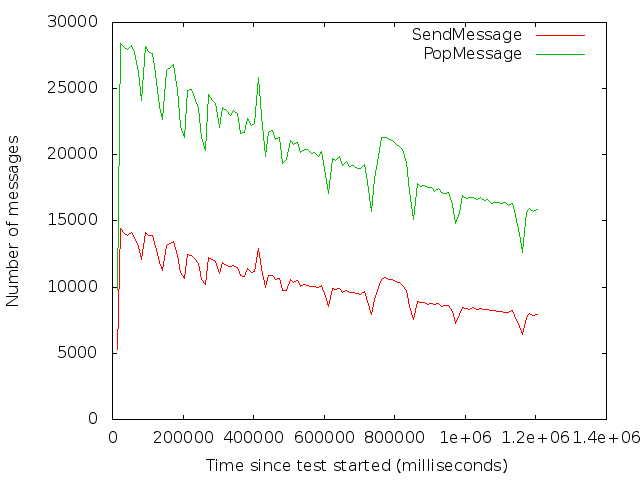 30000
25000
20000
15000
10000
5000
0
Number of messages
SendMessage
PopMessage
0 200000 400000 600000 800000 1e+06 1.2e+06 1.4e+06
Time since test started (milliseconds)